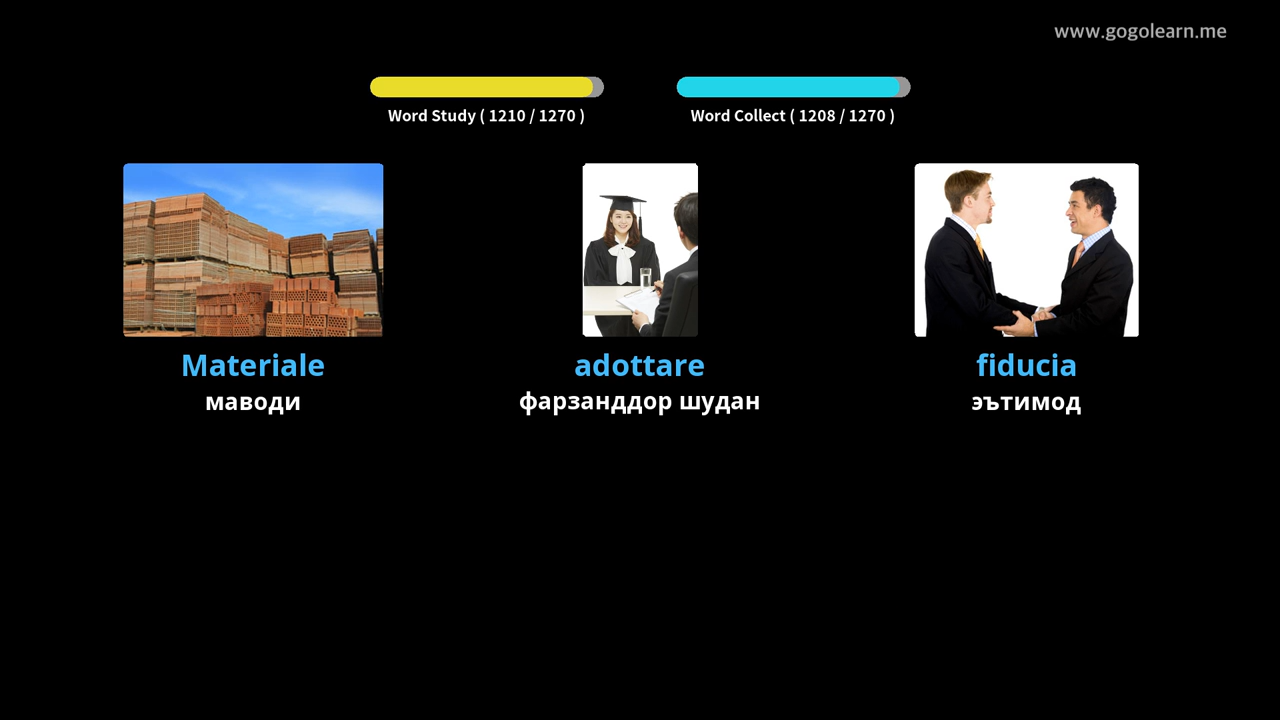 www.gogolearn.me
Word Study ( 1210 / 1270 )
Word Collect ( 1208 / 1270 )
Materiale
маводи
adottare
фарзанддор шудан
fiducia
эътимод